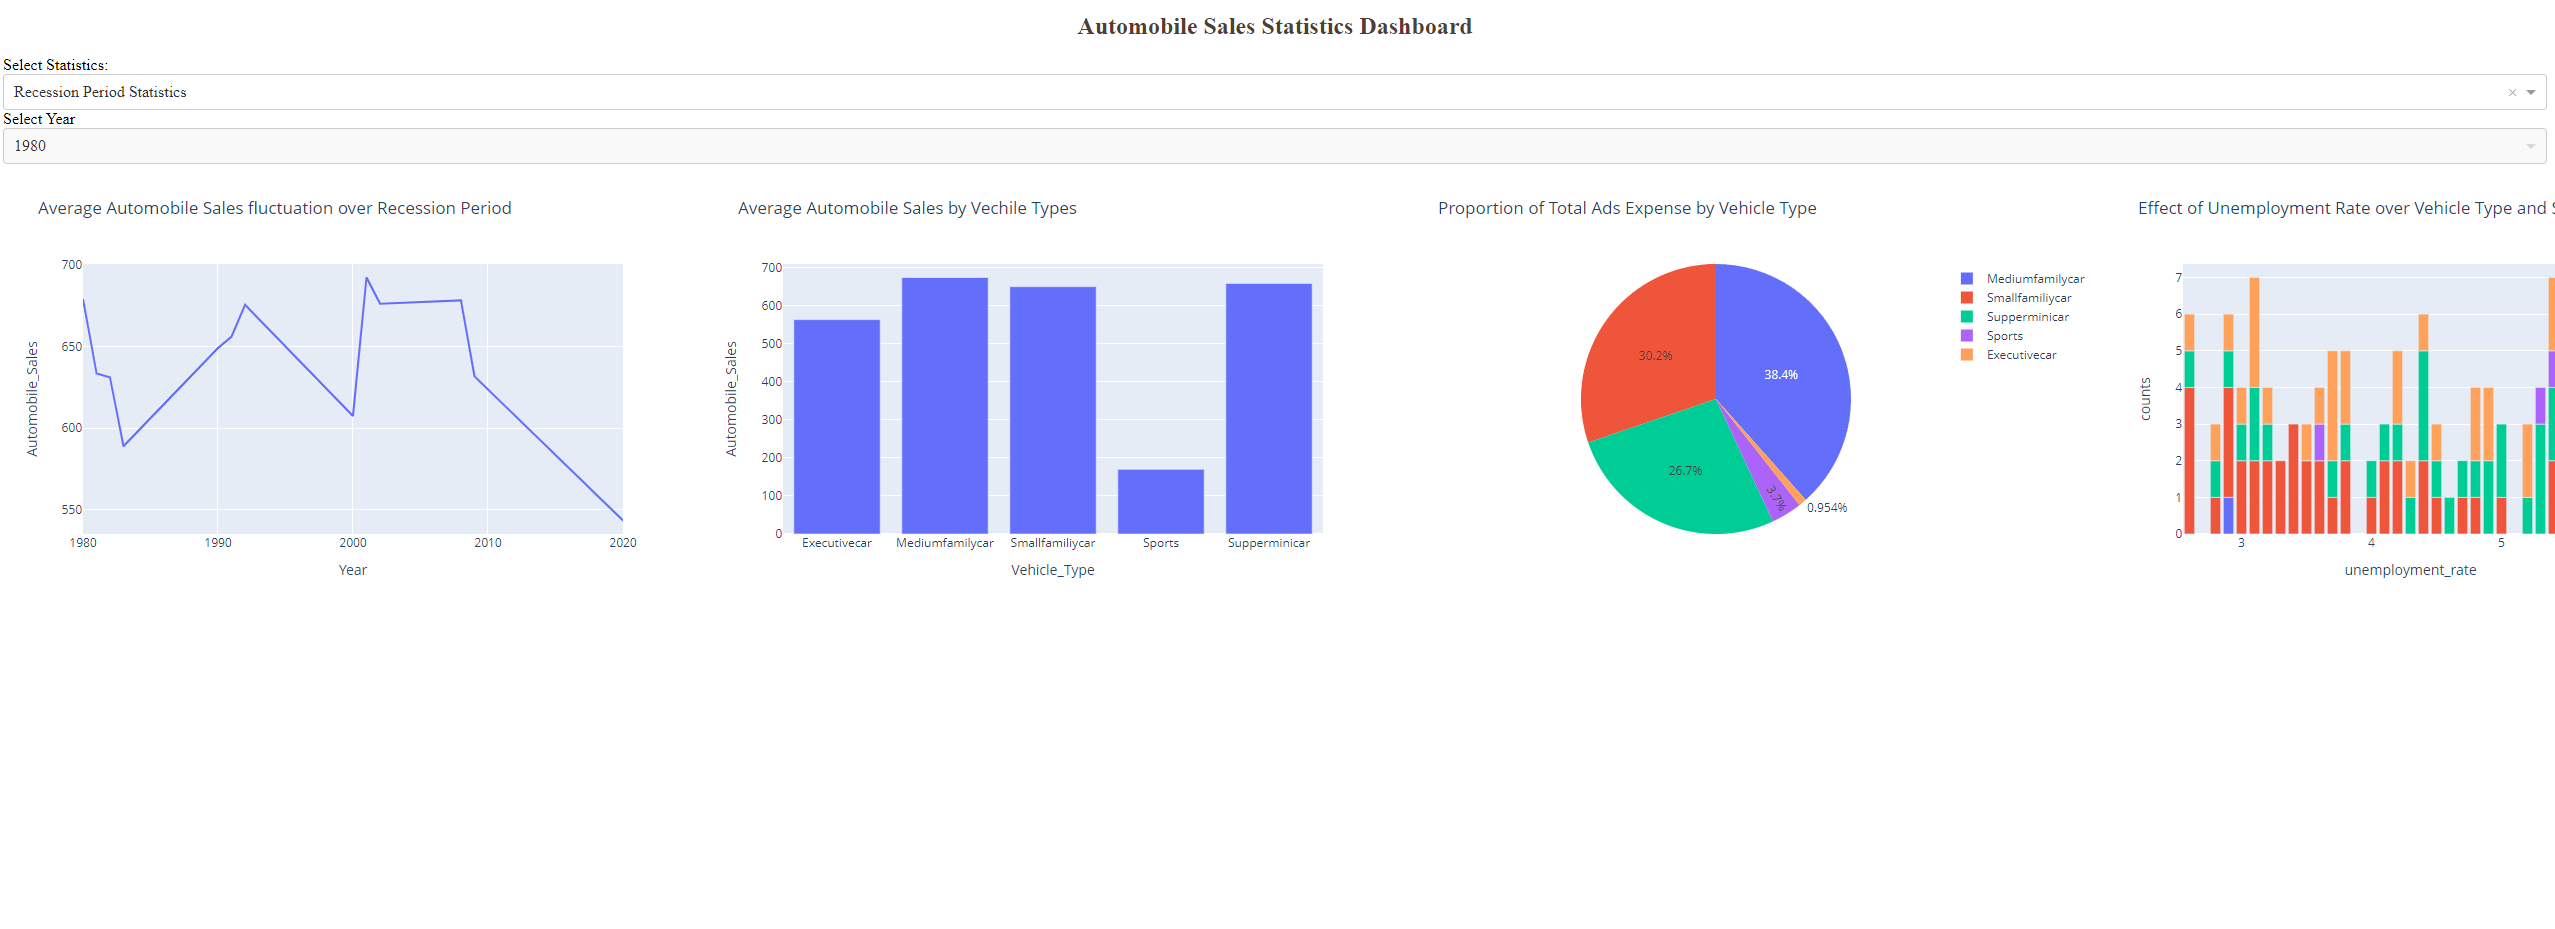 Automobile Sales Statistics Dashboard
Select Statistics:
Recession Period Statistics
×
Select Year
1980
Average Automobile Sales fluctuation over Recession Period
700
650
600
550
Automobile_Sales
1980 1990 2000 2010 2020
Year
Average Automobile Sales by Vechile Types
700
600
500
400
300
200
100
0
Automobile_Sales
Executivecar Mediumfamilycar Smallfamiliycar Sports Supperminicar
Vehicle_Type
Proportion of Total Ads Expense by Vehicle Type
30.2%
38.4%
26.7%
3.7%
0.954%
Mediumfamilycar
Smallfamiliycar
Supperminicar
Sports
Executivecar
Effect of Unemployment Rate over Vehicle Type and
7
6
5
4
3
2
1
0
counts
3 4 5
unemployment_rate